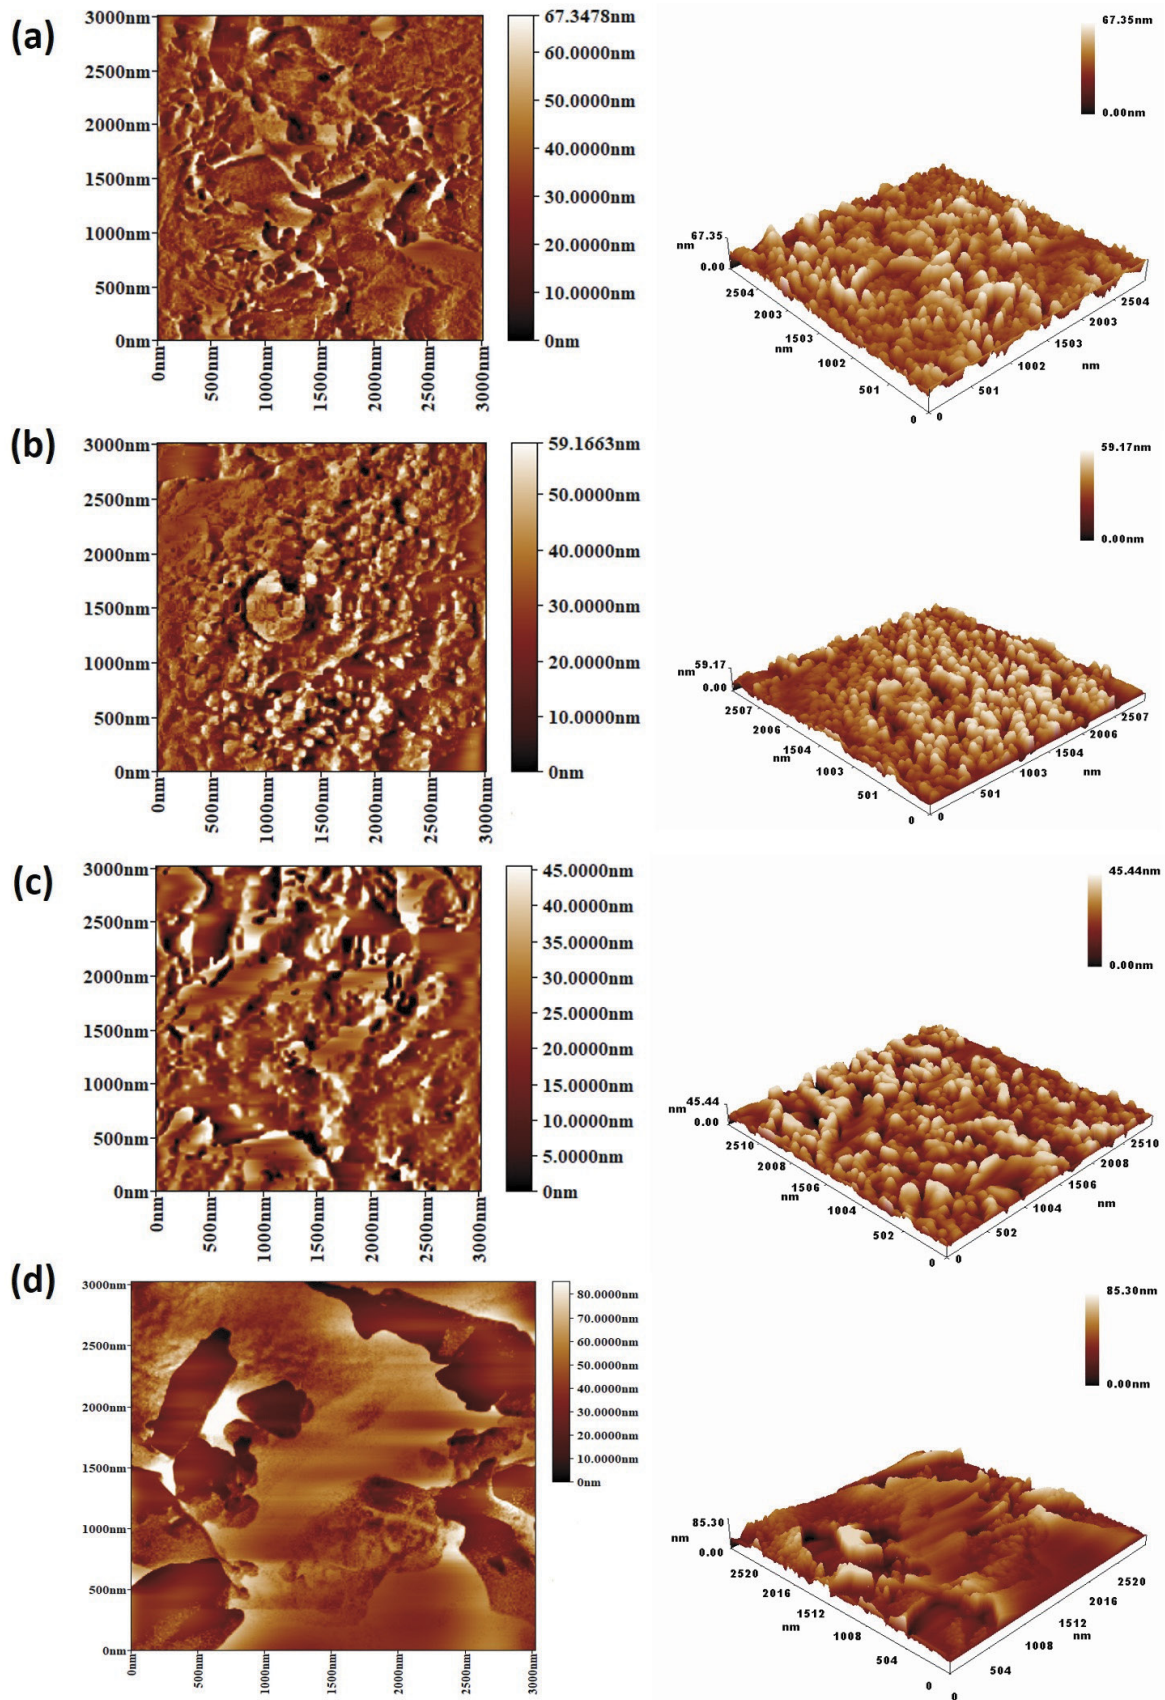 (a)
3000nm
2500nm
2000nm
1500nm
1000nm
500nm
0nm
0nm
500nm
1000nm
1500nm
2000nm
2500nm
3000nm
67.3478nm
60.0000nm
50.0000nm
40.0000nm
30.0000nm
20.0000nm
10.0000nm
0nm
67.35nm
0.00nm
67.35
nm
0.00
2504
2003
1503
nm
1002
501
0
0
501
1002
1503
nm
2003
2504
(b)
3000nm
2500nm
2000nm
1500nm
1000nm
500nm
0nm
0nm
500nm
1000nm
1500nm
2000nm
2500nm
3000nm
59.1663nm
50.0000nm
40.0000nm
30.0000nm
20.0000nm
10.0000nm
0nm
59.17nm
0.00nm
59.17
nm
0.00
2507
2006
1504
nm
1003
501
0
0
501
1003
nm
1504
2006
2507
(c)
3000nm
2500nm
2000nm
1500nm
1000nm
500nm
0nm
0nm
500nm
1000nm
1500nm
2000nm
2500nm
3000nm
45.0000nm
40.0000nm
35.0000nm
30.0000nm
25.0000nm
20.0000nm
15.0000nm
10.0000nm
5.0000nm
0nm
45.44nm
0.00nm
45.44
nm
0.00
2510
2008
1506
nm
1004
502
0
0
502
1004
nm
1506
2008
2510
(d)
3000nm
2500nm
2000nm
1500nm
1000nm
500nm
0nm
0nm
500nm
1000nm
1500nm
2000nm
2500nm
3000nm
80.0000nm
70.0000nm
60.0000nm
50.0000nm
40.0000nm
30.0000nm
20.0000nm
10.0000nm
0nm
85.30nm
0.00nm
85.30
nm
0.00
2520
2016
1512
nm
1008
504
0
0
504
1008
nm
1512
2016
2520